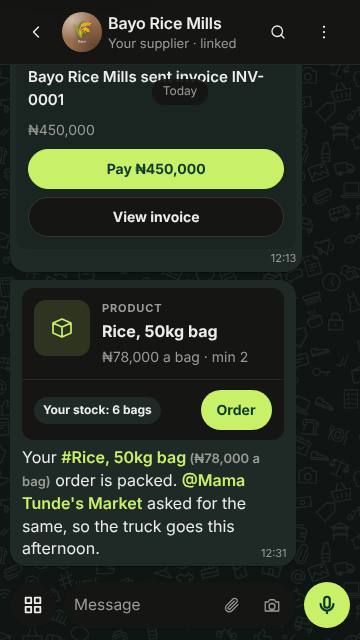 Bayo Rice Mills
Your supplier · linked
Bayo Rice Mills sent invoice INV-
0001
Today
₦450,000
Pay ₦450,000
View invoice
12:13
PRODUCT
Rice, 50kg bag
₦78,000 a bag · min 2
Your stock: 6 bags
Order
Your #Rice, 50kg bag (₦78,000 a
bag) order is packed. @Mama
Tunde's Market asked for the
same, so the truck goes this
afternoon.
12:31
Message